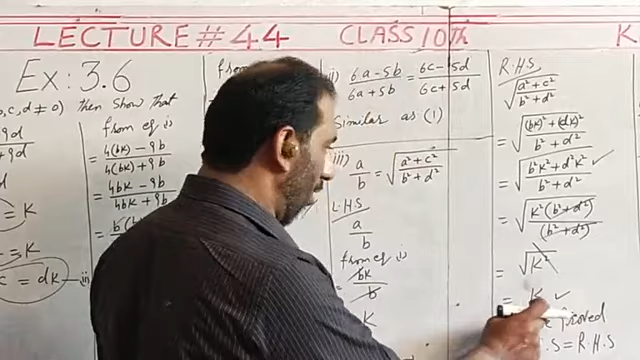 LECTURE # 44 CLASS 10th
Ex: 3.6
b, c, d ≠ 0) then show that
9d
+9d
= K
= K
c = dK — ii)
from eq i)
= 4(bK) - 9b / 4(bK) + 9b
= 4bK - 9b / 4bK + 9b
= b
from
ii) 6a-5b / 6a+5b = 6c-5d / 6c+5d
Similar as (1)
iii) a/b = √(a²+c² / b²+d²)
L.H.S
a/b
from eq i)
= bK / b
K
R.H.S,
√(a²+c² / b²+d²)
= √((bK)²+(dK)² / b²+d²)
= √(b²K²+d²K² / b²+d²) ✓
= √(K²(b²+d²) / (b²+d²))
= √K²
= K ✓
Proved
.S = R.H.S